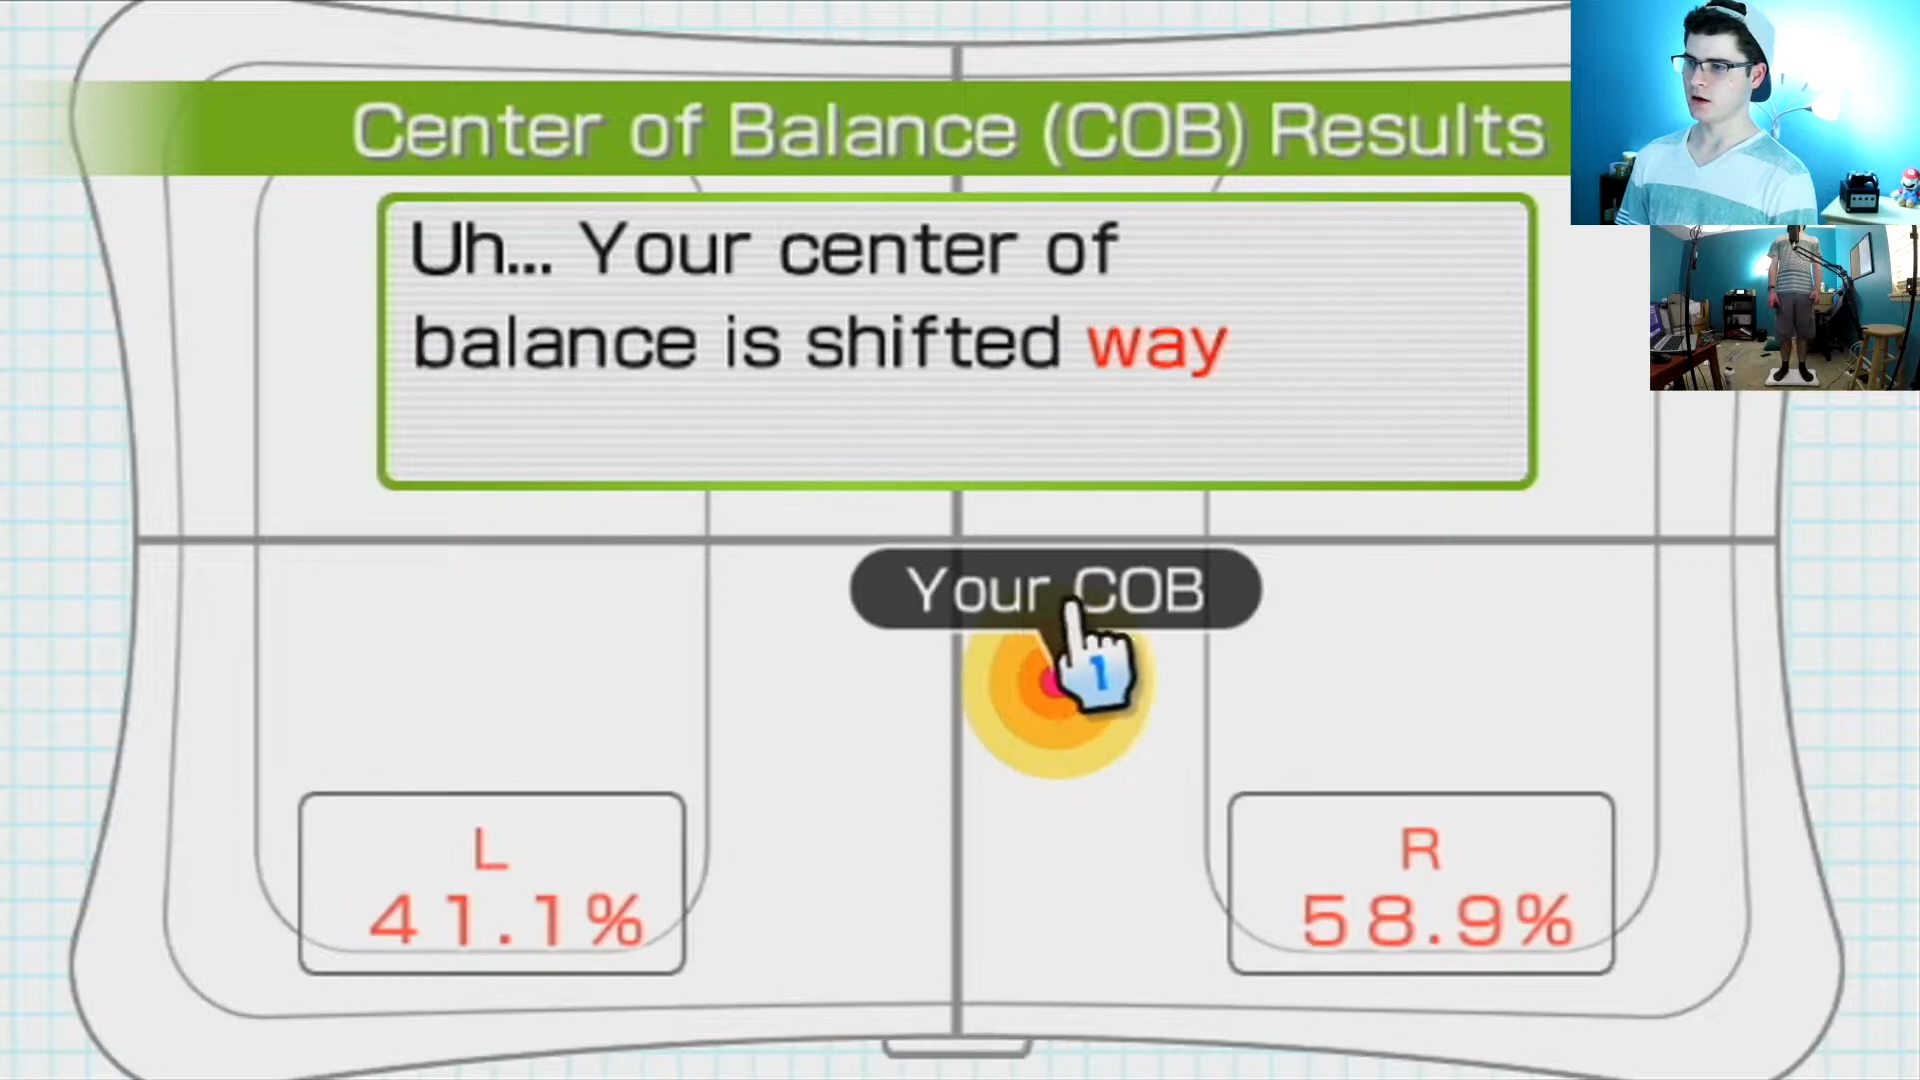 Center of Balance (COB) Results
Uh... Your center of
balance is shifted way
Your COB
1
L
41.1%
R
58.9%